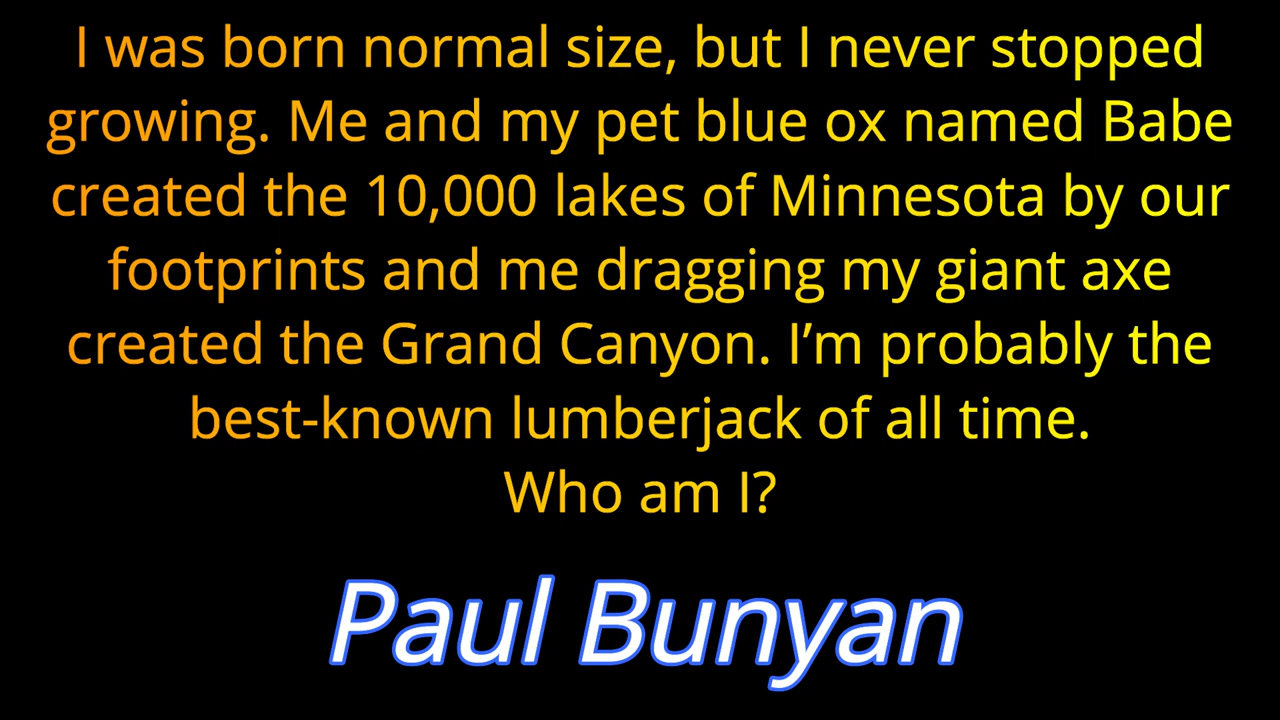 I was born normal size, but I never stopped
growing. Me and my pet blue ox named Babe
created the 10,000 lakes of Minnesota by our
footprints and me dragging my giant axe
created the Grand Canyon. I’m probably the
best-known lumberjack of all time.
Who am I?
Paul Bunyan